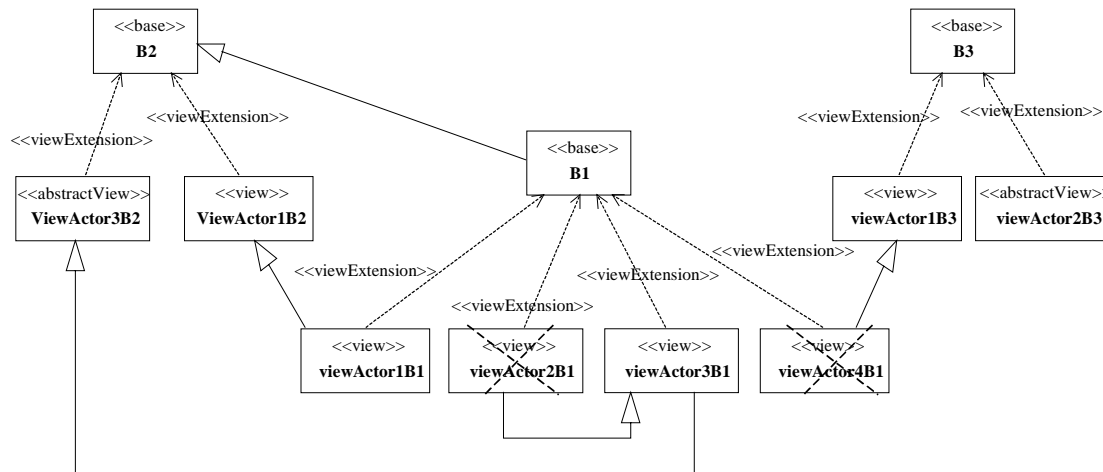 <<base>>
B2
<<base>>
B3
<<viewExtension>>
<<viewExtension>>
<<viewExtension>>
<<viewExtension>>
<<base>>
B1
<<abstractView>>
ViewActor3B2
<<view>>
ViewActor1B2
<<view>>
viewActor1B3
<<abstractView>
viewActor2B3
<<viewExtension>>
<<viewExtension>>
<<viewExtension>>
<<viewExtension>>
<<view>>
viewActor1B1
<<view>>
viewActor2B1
<<view>>
viewActor3B1
<<view>>
viewActor4B1